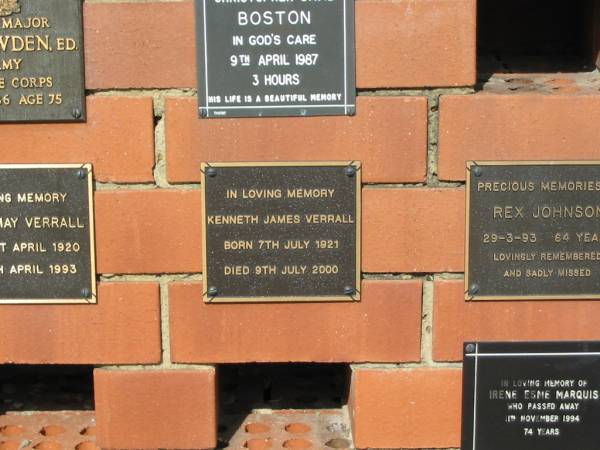 MAJOR
WDEN, ED.
MY
E CORPS
86 AGE 75
BOSTON
IN GOD'S CARE
9TH APRIL 1987
3 HOURS
HIS LIFE IS A BEAUTIFUL MEMORY
NG MEMORY
MAY VERRALL
T APRIL 1920
H APRIL 1993
IN LOVING MEMORY
KENNETH JAMES VERRALL
BORN 7TH JULY 1921
DIED 9TH JULY 2000
PRECIOUS MEMORIES
REX JOHNSON
29-3-93 64 YEA
LOVINGLY REMEMBERED
AND SADLY MISSED
IN LOVING MEMORY OF
IRENE ESME MARQUIS
WHO PASSED AWAY
11TH NOVEMBER 1994
74 YEARS